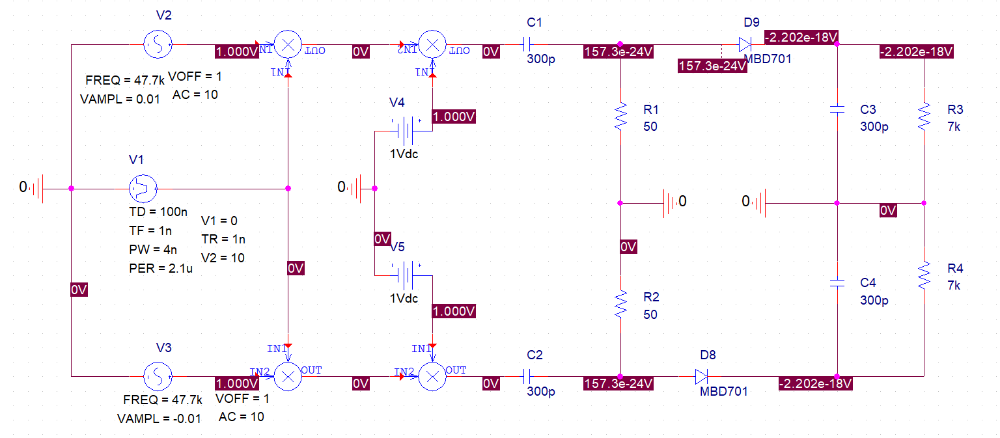 V2
C1
D9
1.000V
IN
OUT
0V
IN2
OUT
0V
300p
157.3e-24V
157.3e-24V
MBD701
-2.202e-18V
-2.202e-18V
IN1
IN1
FREQ = 47.7k
VOFF = 1
VAMPL = 0.01
AC = 10
V4
1.000V
1Vdc
R1
50
C3
300p
R3
7k
V1
0
0
0
0
TD = 100n
TF = 1n
PW = 4n
PER = 2.1u
V1 = 0
TR = 1n
V2 = 10
0V
0V
0V
0V
0V
V5
1Vdc
1.000V
R2
50
C4
300p
R4
7k
V3
IN1
IN1
C2
D8
1.000V
IN2
OUT
0V
IN2
OUT
0V
300p
157.3e-24V
MBD701
-2.202e-18V
FREQ = 47.7k
VOFF = 1
VAMPL = -0.01
AC = 10